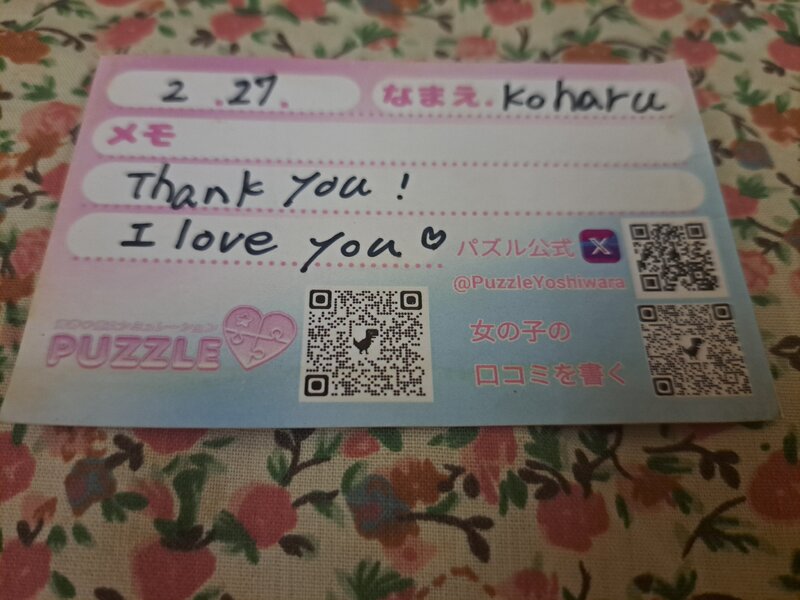 2.27.
なまえ. Koharu
メモ
Thank you!
I love you♡
パズル公式 X
@PuzzleYoshiwara
PUZZLE
女の子の
口コミを書く